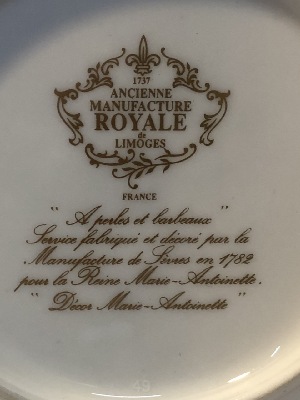 1737
ANCIENNE
MANUFACTURE
ROYALE
de
LIMOGES
FRANCE
"A perles et barbeaux"
Service fabriqué et décoré par la
Manufacture de Sèvres en 1782
pour la Reine Marie-Antoinette.
"Décor Marie-Antoinette"
49